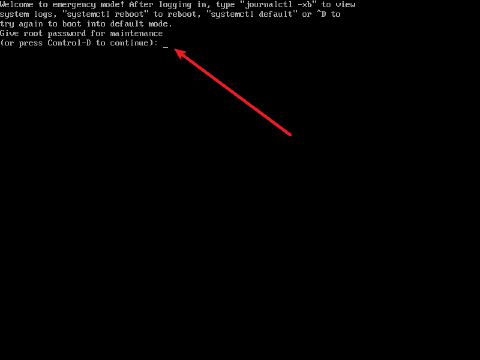 Welcome to emergency mode! After logging in, type "journalctl -xb" to view
system logs, "systemctl reboot" to reboot, "systemctl default" or ^D to
try again to boot into default mode.
Give root password for maintenance
(or press Control-D to continue): _